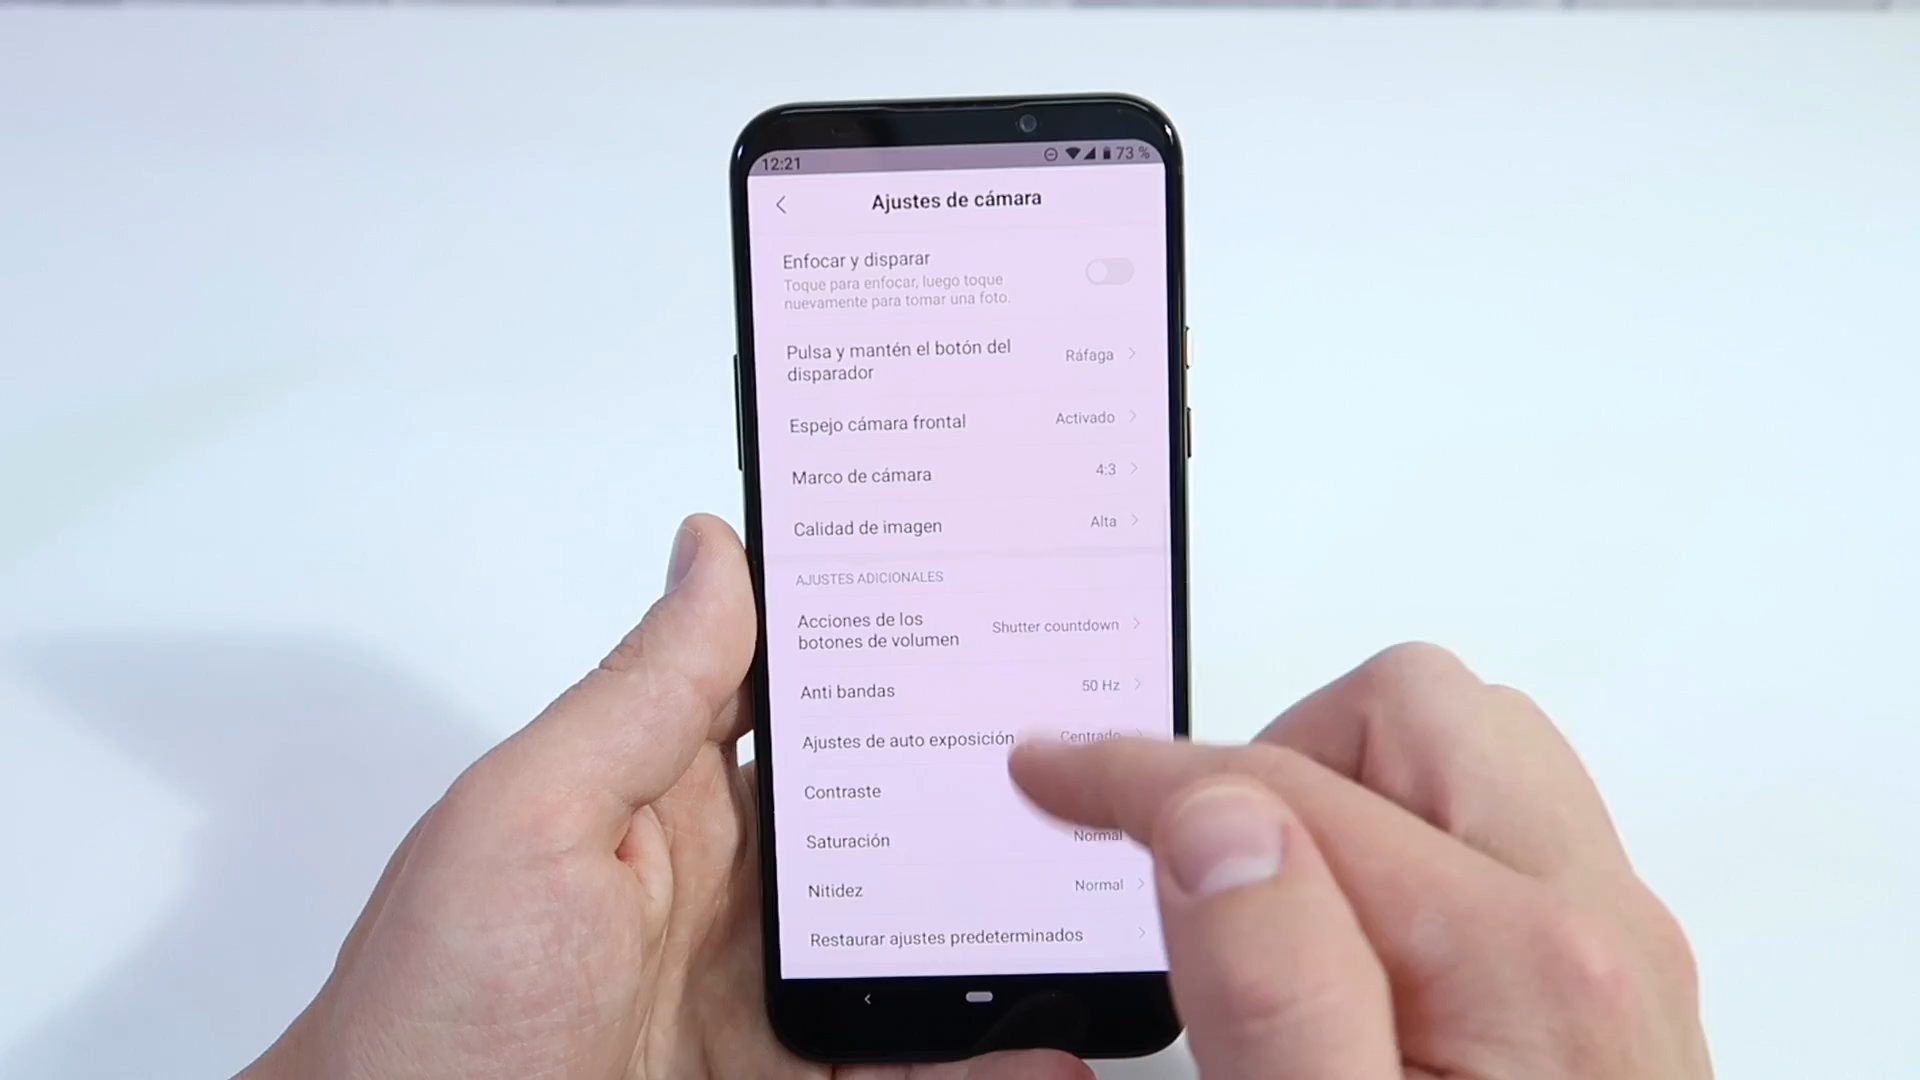 12:21
73 %
Ajustes de cámara
Enfocar y disparar
Toque para enfocar, luego toque
nuevamente para tomar una foto.
Pulsa y mantén el botón del
disparador
Ráfaga
Espejo cámara frontal
Activado
Marco de cámara
4:3
Calidad de imagen
Alta
AJUSTES ADICIONALES
Acciones de los
botones de volumen
Shutter countdown
Anti bandas
50 Hz
Ajustes de auto exposición
Centrado
Contraste
Saturación
Normal
Nitidez
Normal
Restaurar ajustes predeterminados